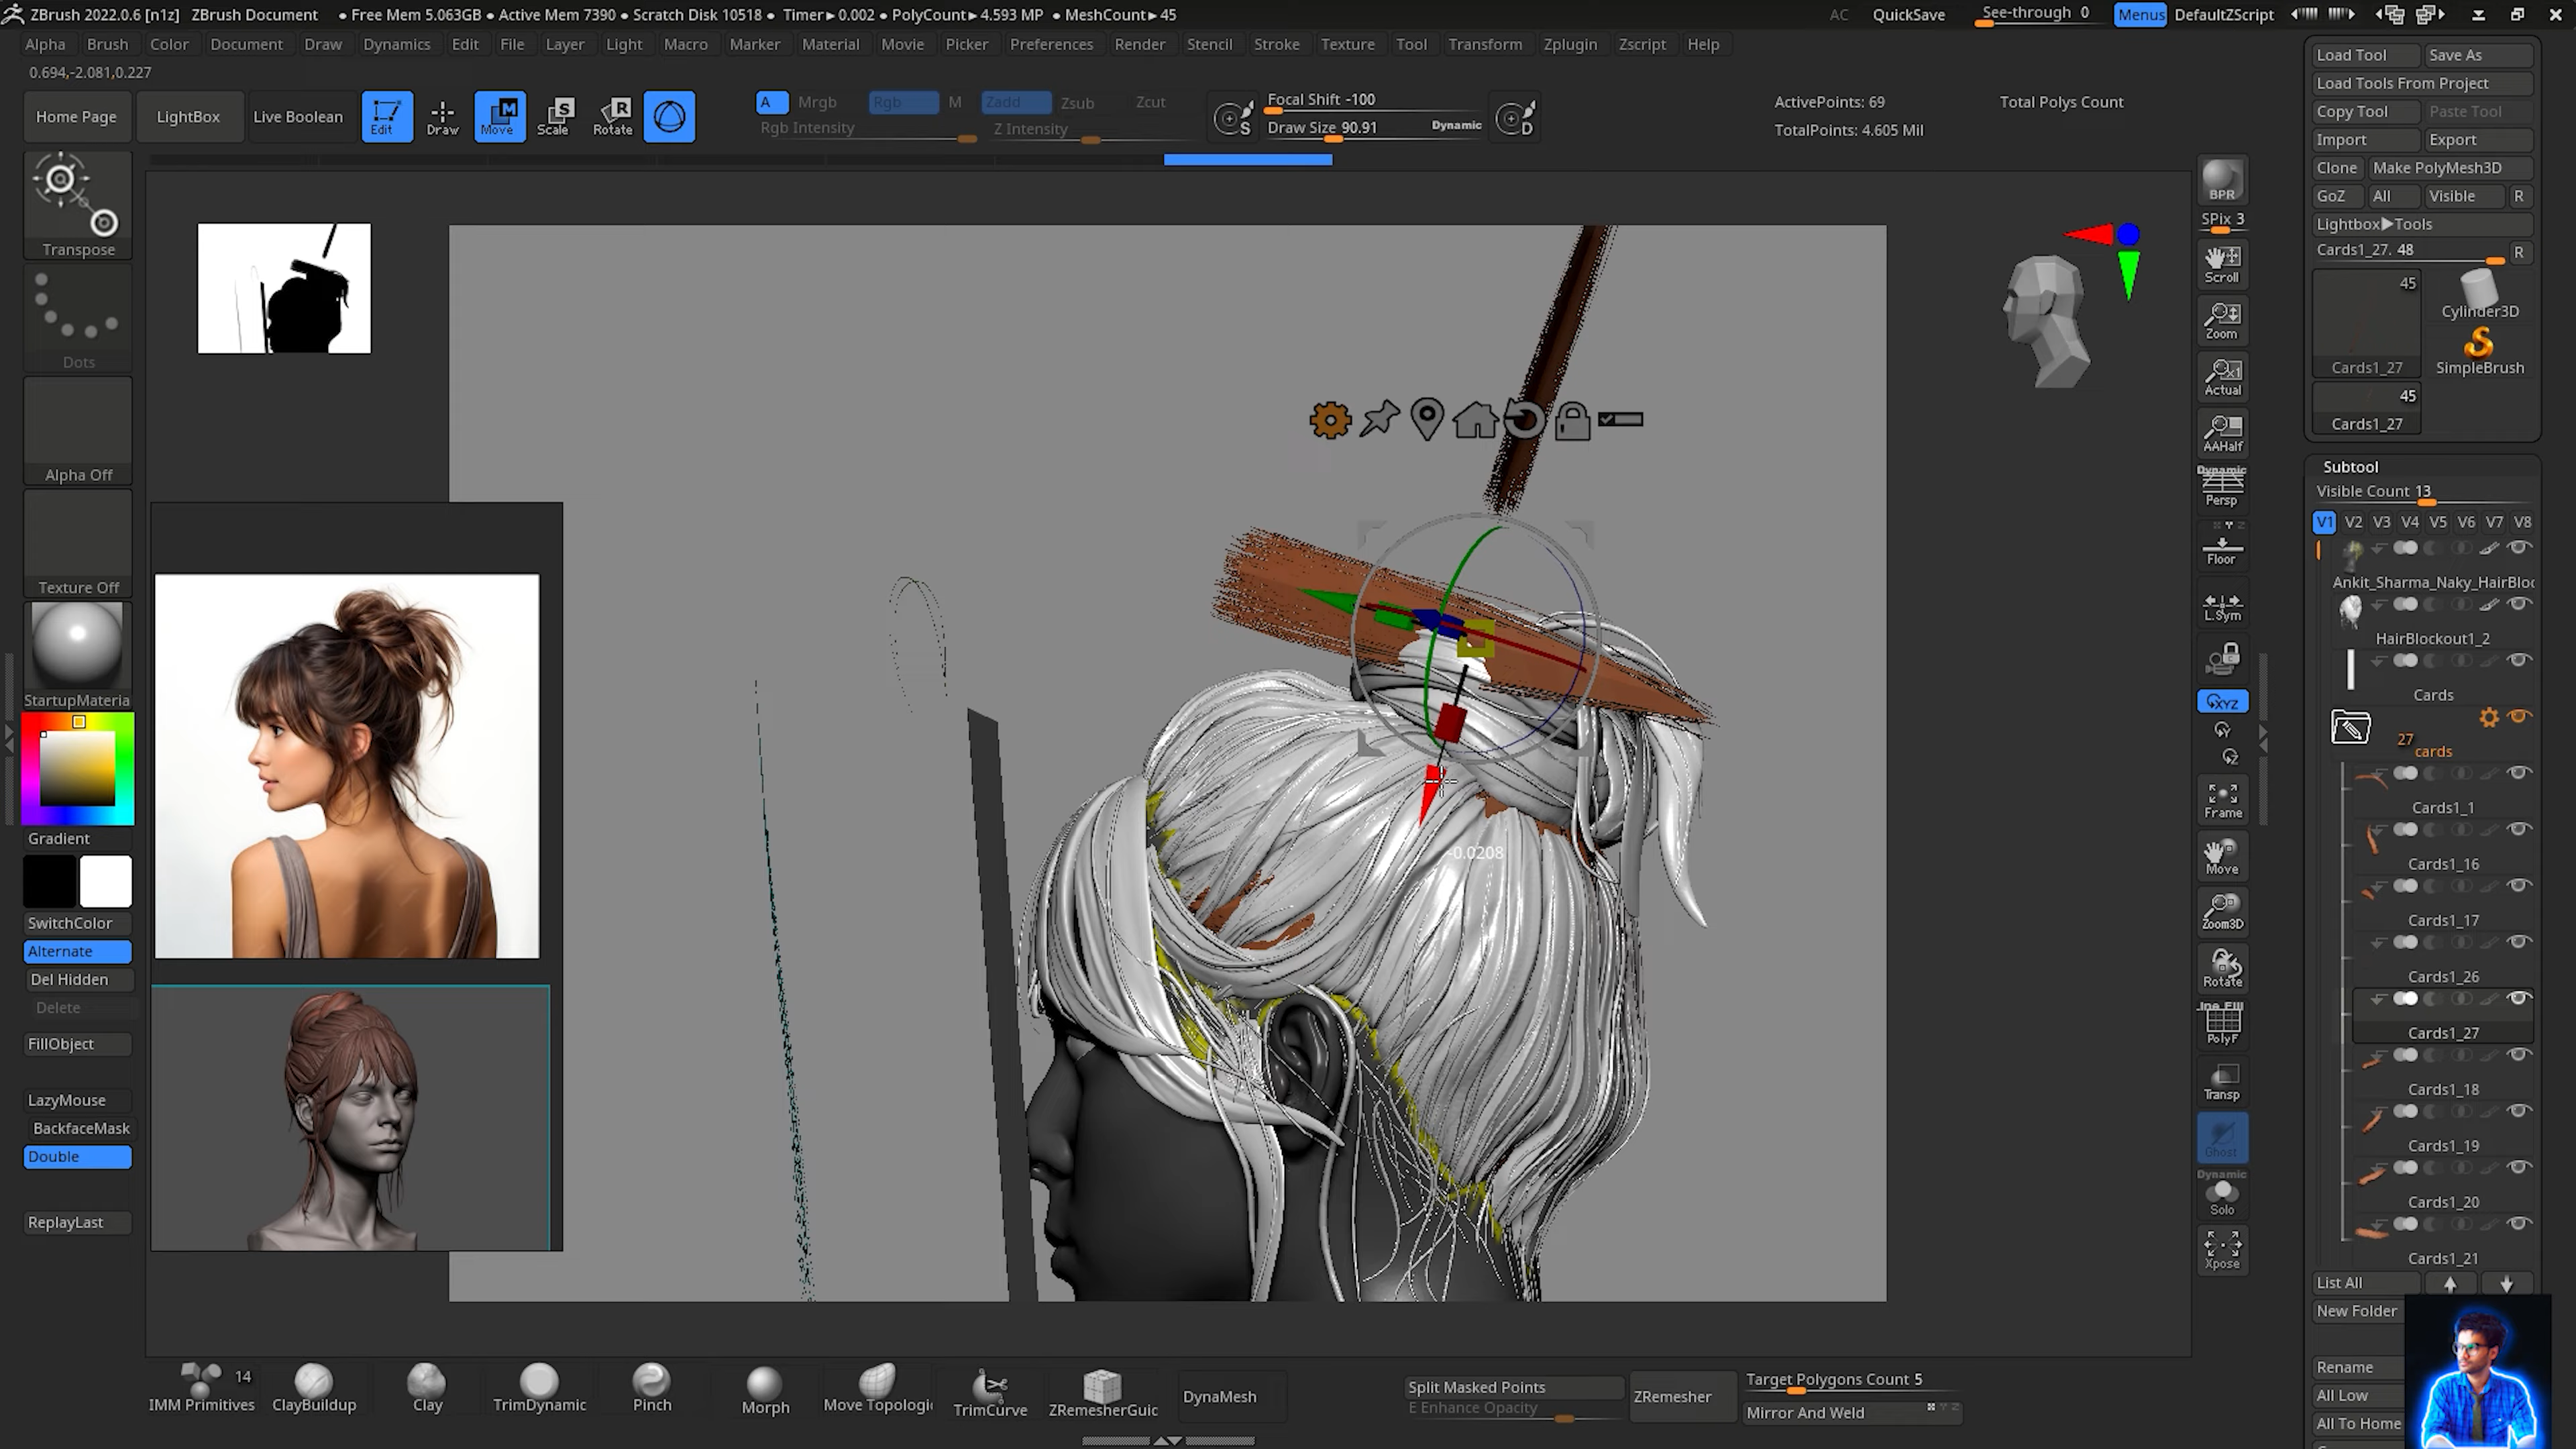 ZBrush 2022.0.6 [n1z] ZBrush Document • Free Mem 5.063GB • Active Mem 7390 • Scratch Disk 10518 • Timer▸0.002 • PolyCount▸4.593 MP • MeshCount▸45
AC QuickSave See-through 0 Menus DefaultZScript
Alpha Brush Color Document Draw Dynamics Edit File Layer Light Macro Marker Material Movie Picker Preferences Render Stencil Stroke Texture Tool Transform Zplugin Zscript Help
0.694,-2.081,0.227
Home Page LightBox Live Boolean Edit Draw Move Scale Rotate
M S R
A Mrgb Rgb M Zadd Zsub Zcut
Rgb Intensity Z Intensity
S Focal Shift -100
Draw Size 90.91 Dynamic D
ActivePoints: 69
TotalPoints: 4.605 Mil
Total Polys Count
Transpose
Dots
Alpha Off
Texture Off
StartupMateria
Gradient
SwitchColor
Alternate
Del Hidden
Delete
FillObject
LazyMouse
BackfaceMask
Double
ReplayLast
-0.0208
BPR
SPix 3
Scroll
Zoom
Actual
AAHalf
Dynamic
Persp
Floor
L.Sym
XYZ
Frame
Move
Zoom3D
Rotate
Line Fill
PolyF
Transp
Ghost
Dynamic
Solo
Xpose
Load Tool Save As
Load Tools From Project
Copy Tool Paste Tool
Import Export
Clone Make PolyMesh3D
GoZ All Visible R
Lightbox▶Tools
Cards1_27. 48 R
45
Cylinder3D
Cards1_27 SimpleBrush
45
Cards1_27
Subtool
Visible Count 13
V1 V2 V3 V4 V5 V6 V7 V8
Ankit_Sharma_Naky_HairBloc
HairBlockout1_2
Cards
27
cards
Cards1_1
Cards1_16
Cards1_17
Cards1_26
Cards1_27
Cards1_18
Cards1_19
Cards1_20
Cards1_21
List All
New Folder
Rename
All Low
All To Home
IMM Primitives 14 ClayBuildup Clay TrimDynamic Pinch Morph Move Topologi TrimCurve ZRemesherGuic DynaMesh
Split Masked Points
E Enhance Opacity
ZRemesher
Target Polygons Count 5
Mirror And Weld